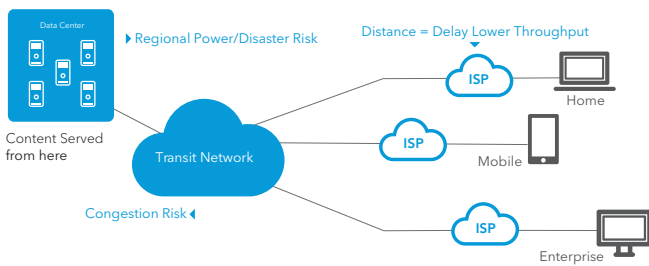 Data Center
Regional Power/Disaster Risk
Distance = Delay Lower Throughput
ISP
Home
Content Served
from here
Transit Network
ISP
Mobile
Congestion Risk
ISP
Enterprise